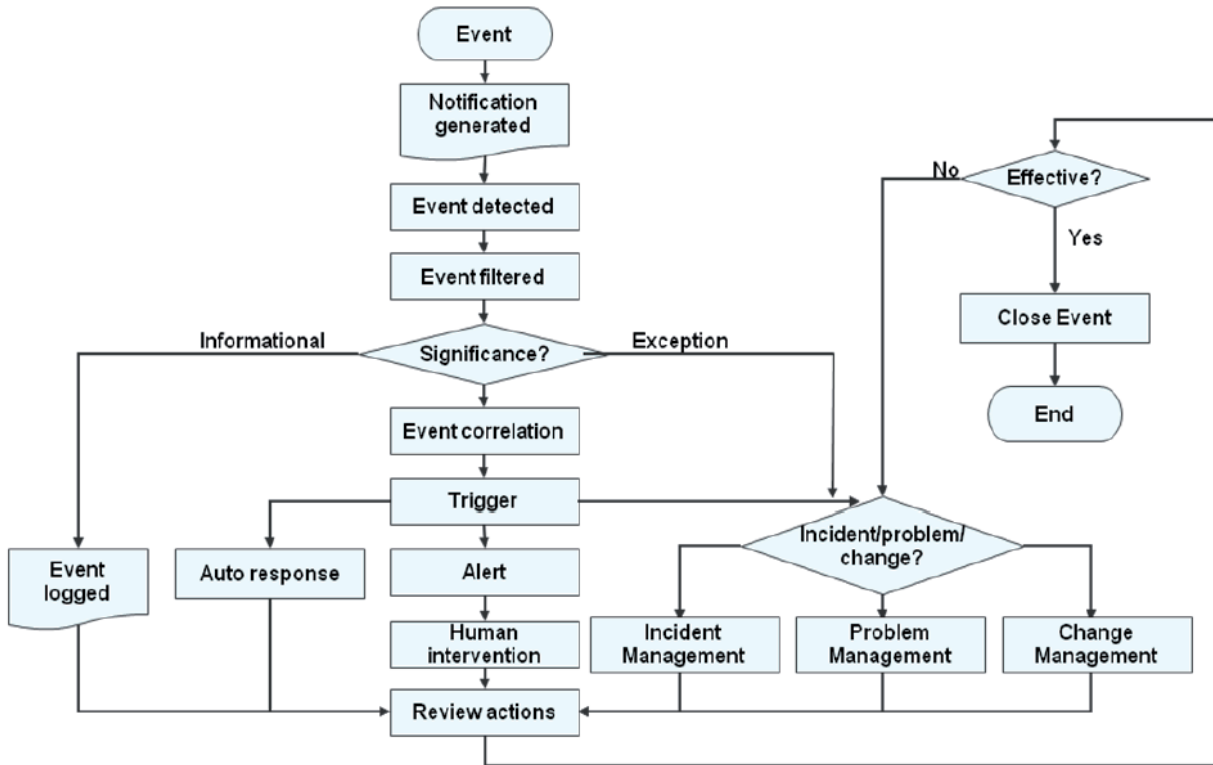 Event
Notification
generated
No
Effective?
Event detected
Yes
Event filtered
Close Event
Informational
Significance?
Exception
End
Event correlation
Trigger
Incident/problem/
change?
Event
logged
Auto response
Alert
Human
intervention
Incident
Management
Problem
Management
Change
Management
Review actions